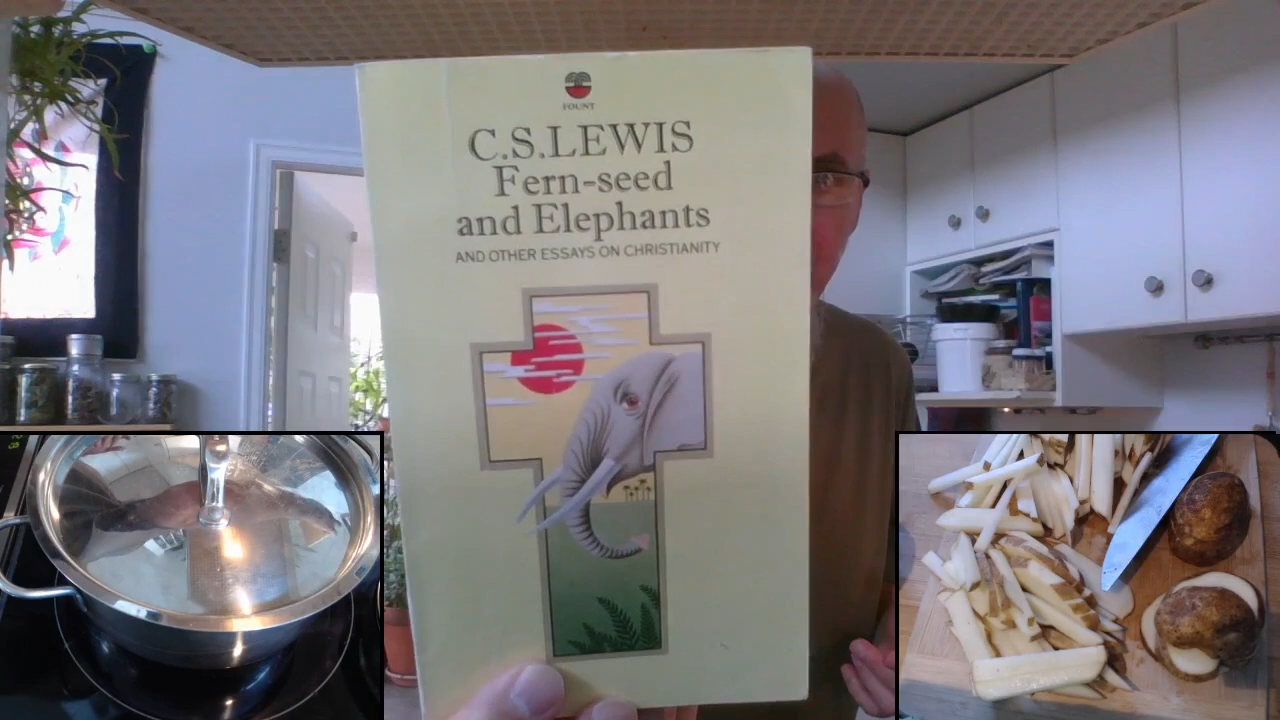 FOUNT
C.S.LEWIS
Fern-seed
and Elephants
AND OTHER ESSAYS ON CHRISTIANITY